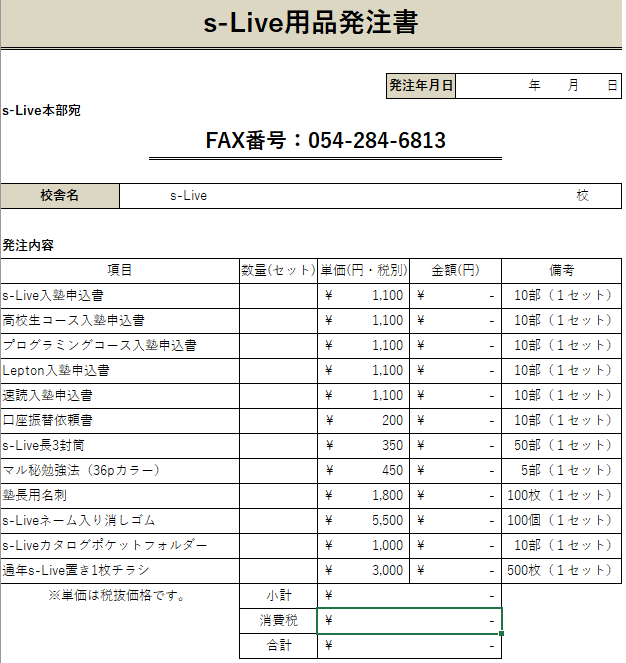 s-Live用品発注書
発注年月日 年 月 日
s-Live本部宛
FAX番号：054-284-6813
校舎名 s-Live 校
発注内容
項目 数量(セット) 単価(円・税別) 金額(円) 備考
s-Live入塾申込書 ¥ 1,100 ¥ - 10部（１セット）
高校生コース入塾申込書 ¥ 1,100 ¥ - 10部（１セット）
プログラミングコース入塾申込書 ¥ 1,100 ¥ - 10部（１セット）
Lepton入塾申込書 ¥ 1,100 ¥ - 10部（１セット）
速読入塾申込書 ¥ 1,100 ¥ - 10部（１セット）
口座振替依頼書 ¥ 200 ¥ - 10部（１セット）
s-Live長3封筒 ¥ 350 ¥ - 50部（１セット）
マル秘勉強法（36pカラー） ¥ 450 ¥ - 5部（１セット）
塾長用名刺 ¥ 1,800 ¥ - 100枚（１セット）
s-Liveネーム入り消しゴム ¥ 5,500 ¥ - 100個（１セット）
s-Liveカタログポケットフォルダー ¥ 1,000 ¥ - 10部（１セット）
通年s-Live置き1枚チラシ ¥ 3,000 ¥ - 500枚（１セット）
※単価は税抜価格です。 小計 ¥ -
消費税 ¥ -
合計 ¥ -